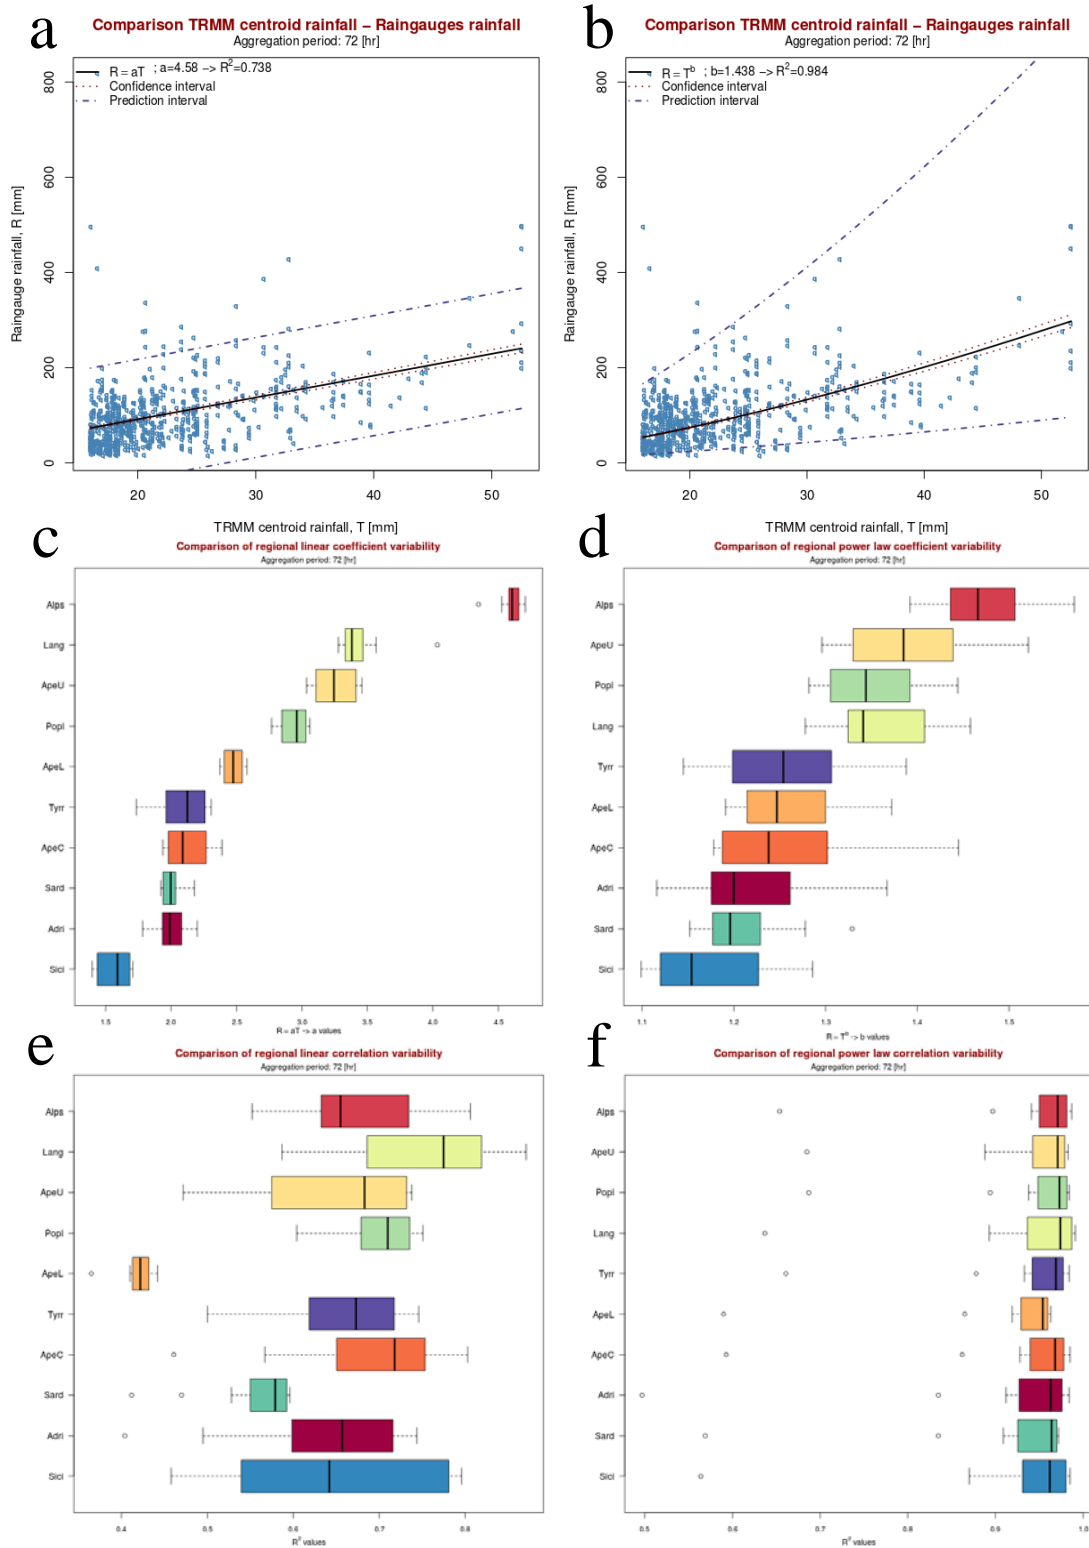 a
Comparison TRMM centroid rainfall – Raingauges rainfall
Aggregation period: 72 [hr]
R = aT ; a=4.58 –> R²=0.738
Confidence interval
Prediction interval
Raingauge rainfall, R [mm]
800
600
400
200
0
20 30 40 50
TRMM centroid rainfall, T [mm]
b
Comparison TRMM centroid rainfall – Raingauges rainfall
Aggregation period: 72 [hr]
R = Tᵇ ; b=1.438 –> R²=0.984
Confidence interval
Prediction interval
Raingauge rainfall, R [mm]
800
600
400
200
0
20 30 40 50
TRMM centroid rainfall, T [mm]
c
Comparison of regional linear coefficient variability
Aggregation period: 72 [hr]
Alps
Lang
ApeU
Popl
ApeL
Tyrr
ApeC
Sard
Adri
Sici
1.5 2.0 2.5 3.0 3.5 4.0 4.5
R = aT -> a values
d
Comparison of regional power law coefficient variability
Aggregation period: 72 [hr]
Alps
ApeU
Popl
Lang
Tyrr
ApeL
ApeC
Adri
Sard
Sici
1.1 1.2 1.3 1.4 1.5
R = Tᵇ -> b values
e
Comparison of regional linear correlation variability
Aggregation period: 72 [hr]
Alps
Lang
ApeU
Popl
ApeL
Tyrr
ApeC
Sard
Adri
Sici
0.4 0.5 0.6 0.7 0.8
R² values
f
Comparison of regional power law correlation variability
Aggregation period: 72 [hr]
Alps
ApeU
Popl
Lang
Tyrr
ApeL
ApeC
Adri
Sard
Sici
0.5 0.6 0.7 0.8 0.9 1.0
R² values